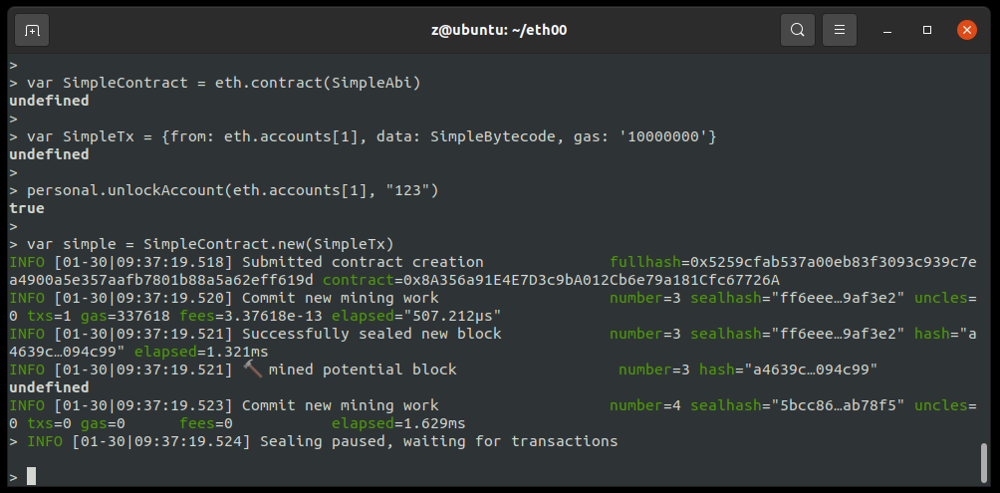 z@ubuntu: ~/eth00
>
> var SimpleContract = eth.contract(SimpleAbi)
undefined
>
> var SimpleTx = {from: eth.accounts[1], data: SimpleBytecode, gas: '10000000'}
undefined
>
> personal.unlockAccount(eth.accounts[1], "123")
true
>
> var simple = SimpleContract.new(SimpleTx)
INFO [01-30|09:37:19.518] Submitted contract creation fullhash=0x5259cfab537a00eb83f3093c939c7e
a4900a5e357aafb7801b88a5a62eff619d contract=0x8A356a91E4E7D3c9bA012Cb6e79a181Cfc67726A
INFO [01-30|09:37:19.520] Commit new mining work number=3 sealhash="ff6eee…9af3e2" uncles=
0 txs=1 gas=337618 fees=3.37618e-13 elapsed="507.212µs"
INFO [01-30|09:37:19.521] Successfully sealed new block number=3 sealhash="ff6eee…9af3e2" hash="a
4639c…094c99" elapsed=1.321ms
INFO [01-30|09:37:19.521] 🔨 mined potential block number=3 hash="a4639c…094c99"
undefined
INFO [01-30|09:37:19.523] Commit new mining work number=4 sealhash="5bcc86…ab78f5" uncles=
0 txs=0 gas=0 fees=0 elapsed=1.629ms
> INFO [01-30|09:37:19.524] Sealing paused, waiting for transactions
>